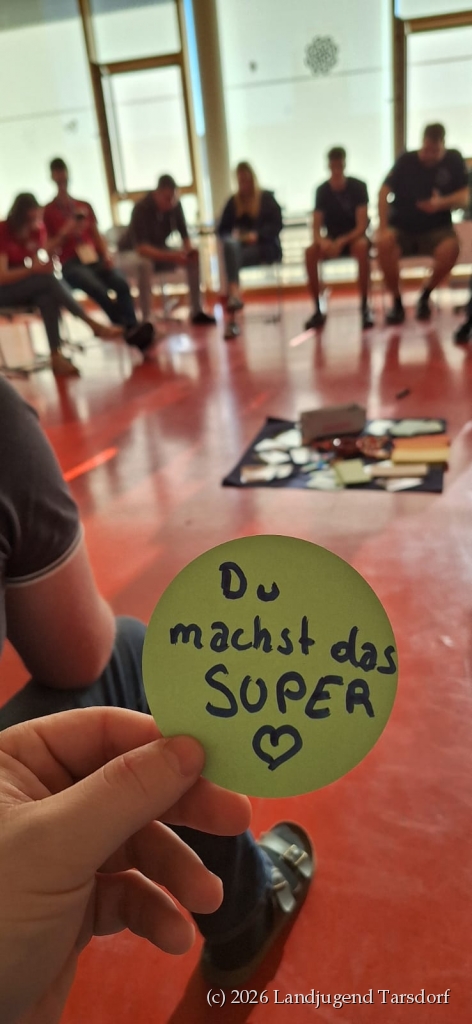 Du
machst das
SUPER
(c) 2026 Landjugend Tarsdorf